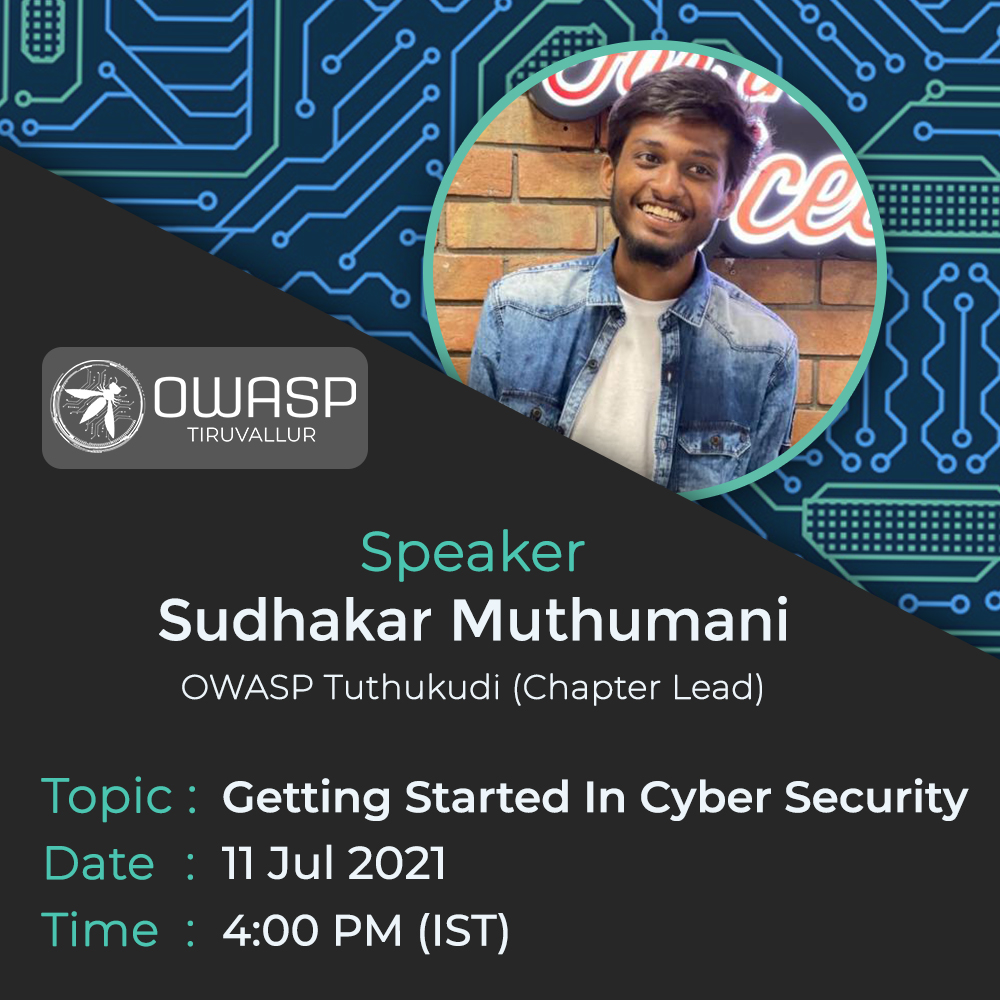 OWASP
TIRUVALLUR
Speaker
Sudhakar Muthumani
OWASP Tuthukudi (Chapter Lead)
Topic : Getting Started In Cyber Security
Date : 11 Jul 2021
Time : 4:00 PM (IST)